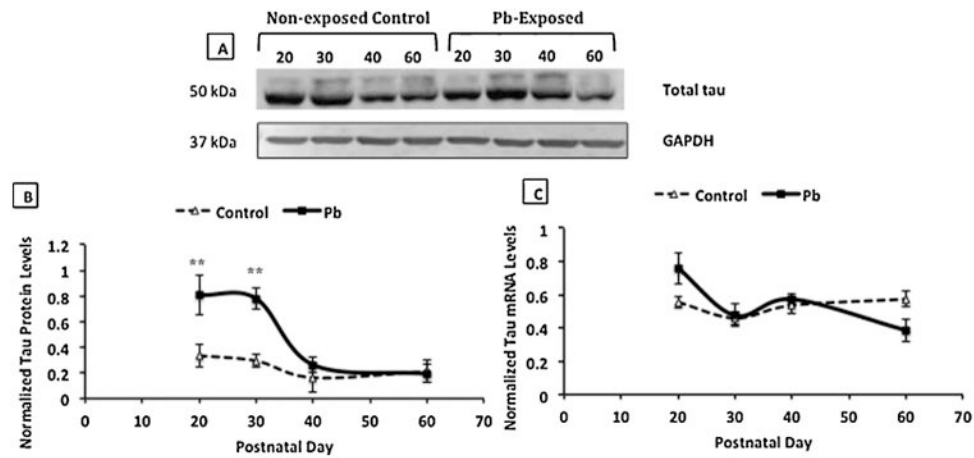 Non-exposed Control Pb-Exposed
A
20 30 40 60 20 30 40 60
50 kDa Total tau
37 kDa GAPDH
B
Control Pb
Normalized Tau Protein Levels
1.2
1
0.8
0.6
0.4
0.2
0
** **
0 10 20 30 40 50 60 70
Postnatal Day
C
Control Pb
Normalized Tau mRNA Levels
1
0.8
0.6
0.4
0.2
0
0 10 20 30 40 50 60 70
Postnatal Day